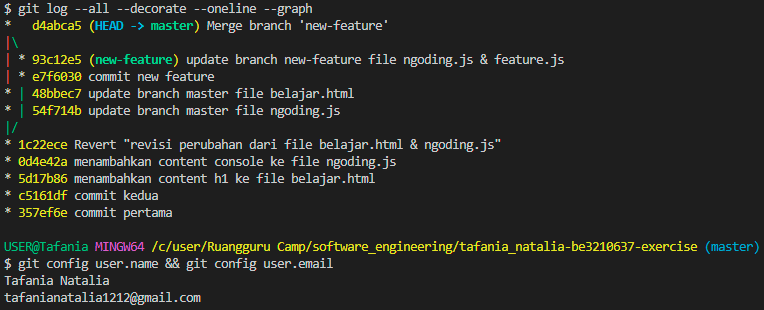 $ git log --all --decorate --oneline --graph
*   d4abca5 (HEAD -> master) Merge branch 'new-feature'
|\
| * 93c12e5 (new-feature) update branch new-feature file ngoding.js & feature.js
| * e7f6030 commit new feature
* | 48bbec7 update branch master file belajar.html
* | 54f714b update branch master file ngoding.js
|/
* 1c22ece Revert "revisi perubahan dari file belajar.html & ngoding.js"
* 0d4e42a menambahkan content console ke file ngoding.js
* 5d17b86 menambahkan content h1 ke file belajar.html
* c5161df commit kedua
* 357ef6e commit pertama
USER@Tafania MINGW64 /c/user/Ruangguru Camp/software_engineering/tafania_natalia-be3210637-exercise (master)
$ git config user.name && git config user.email
Tafania Natalia
tafanianatalia1212@gmail.com